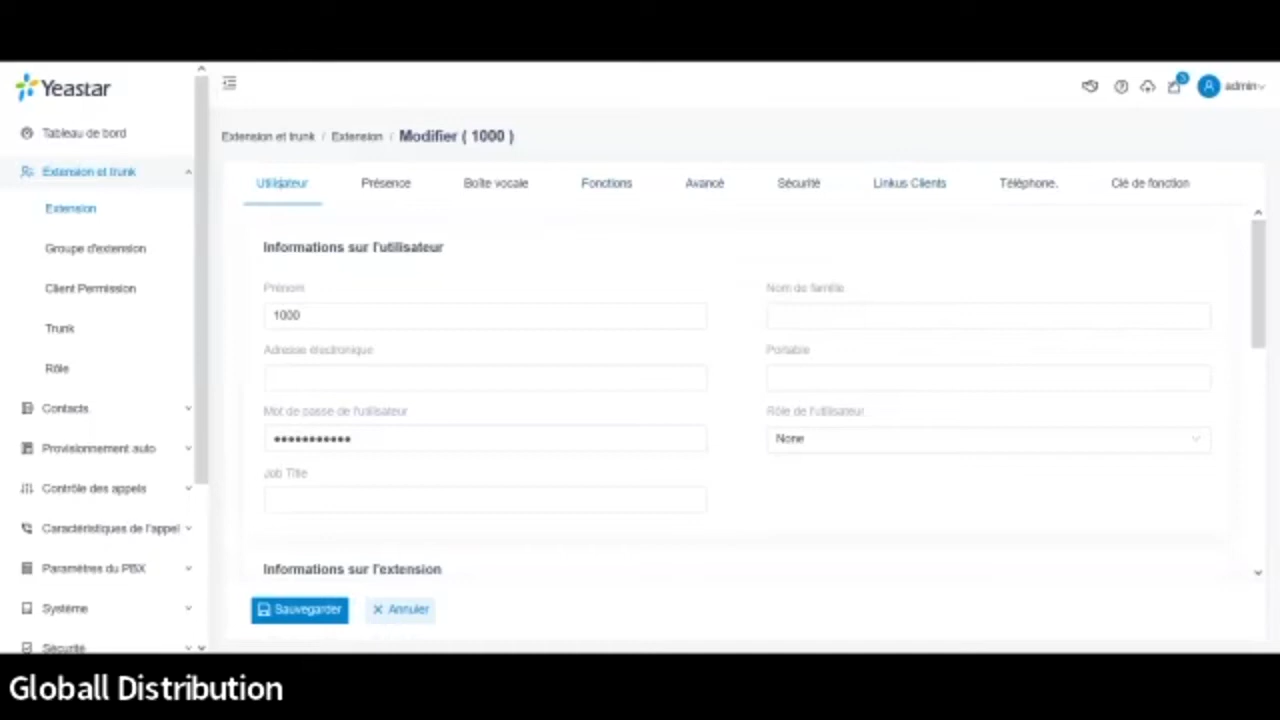 Yeastar
admin
Tableau de bord
Extension et trunk / Extension / Modifier ( 1000 )
Extension et trunk
Extension
Groupe d'extension
Client Permission
Trunk
Rôle
Contacts
Provisionnement auto
Contrôle des appels
Caractéristiques de l'appel
Paramètres du PBX
Système
Sécurité
Utilisateur Présence Boîte vocale Fonctions Avancé Sécurité Linkus Clients Téléphone. Clé de fonction
Informations sur l'utilisateur
Prénom Nom de famille
1000
Adresse électronique Portable
Mot de passe de l'utilisateur Rôle de l'utilisateur
••••••••••• None
Job Title
Informations sur l'extension
Sauvegarder Annuler
Globall Distribution